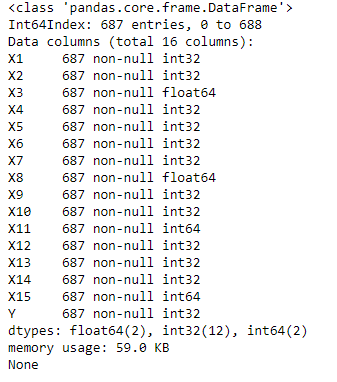 <class 'pandas.core.frame.DataFrame'>
Int64Index: 687 entries, 0 to 688
Data columns (total 16 columns):
X1     687 non-null int32
X2     687 non-null int32
X3     687 non-null float64
X4     687 non-null int32
X5     687 non-null int32
X6     687 non-null int32
X7     687 non-null int32
X8     687 non-null float64
X9     687 non-null int32
X10    687 non-null int32
X11    687 non-null int64
X12    687 non-null int32
X13    687 non-null int32
X14    687 non-null int32
X15    687 non-null int64
Y      687 non-null int32
dtypes: float64(2), int32(12), int64(2)
memory usage: 59.0 KB
None